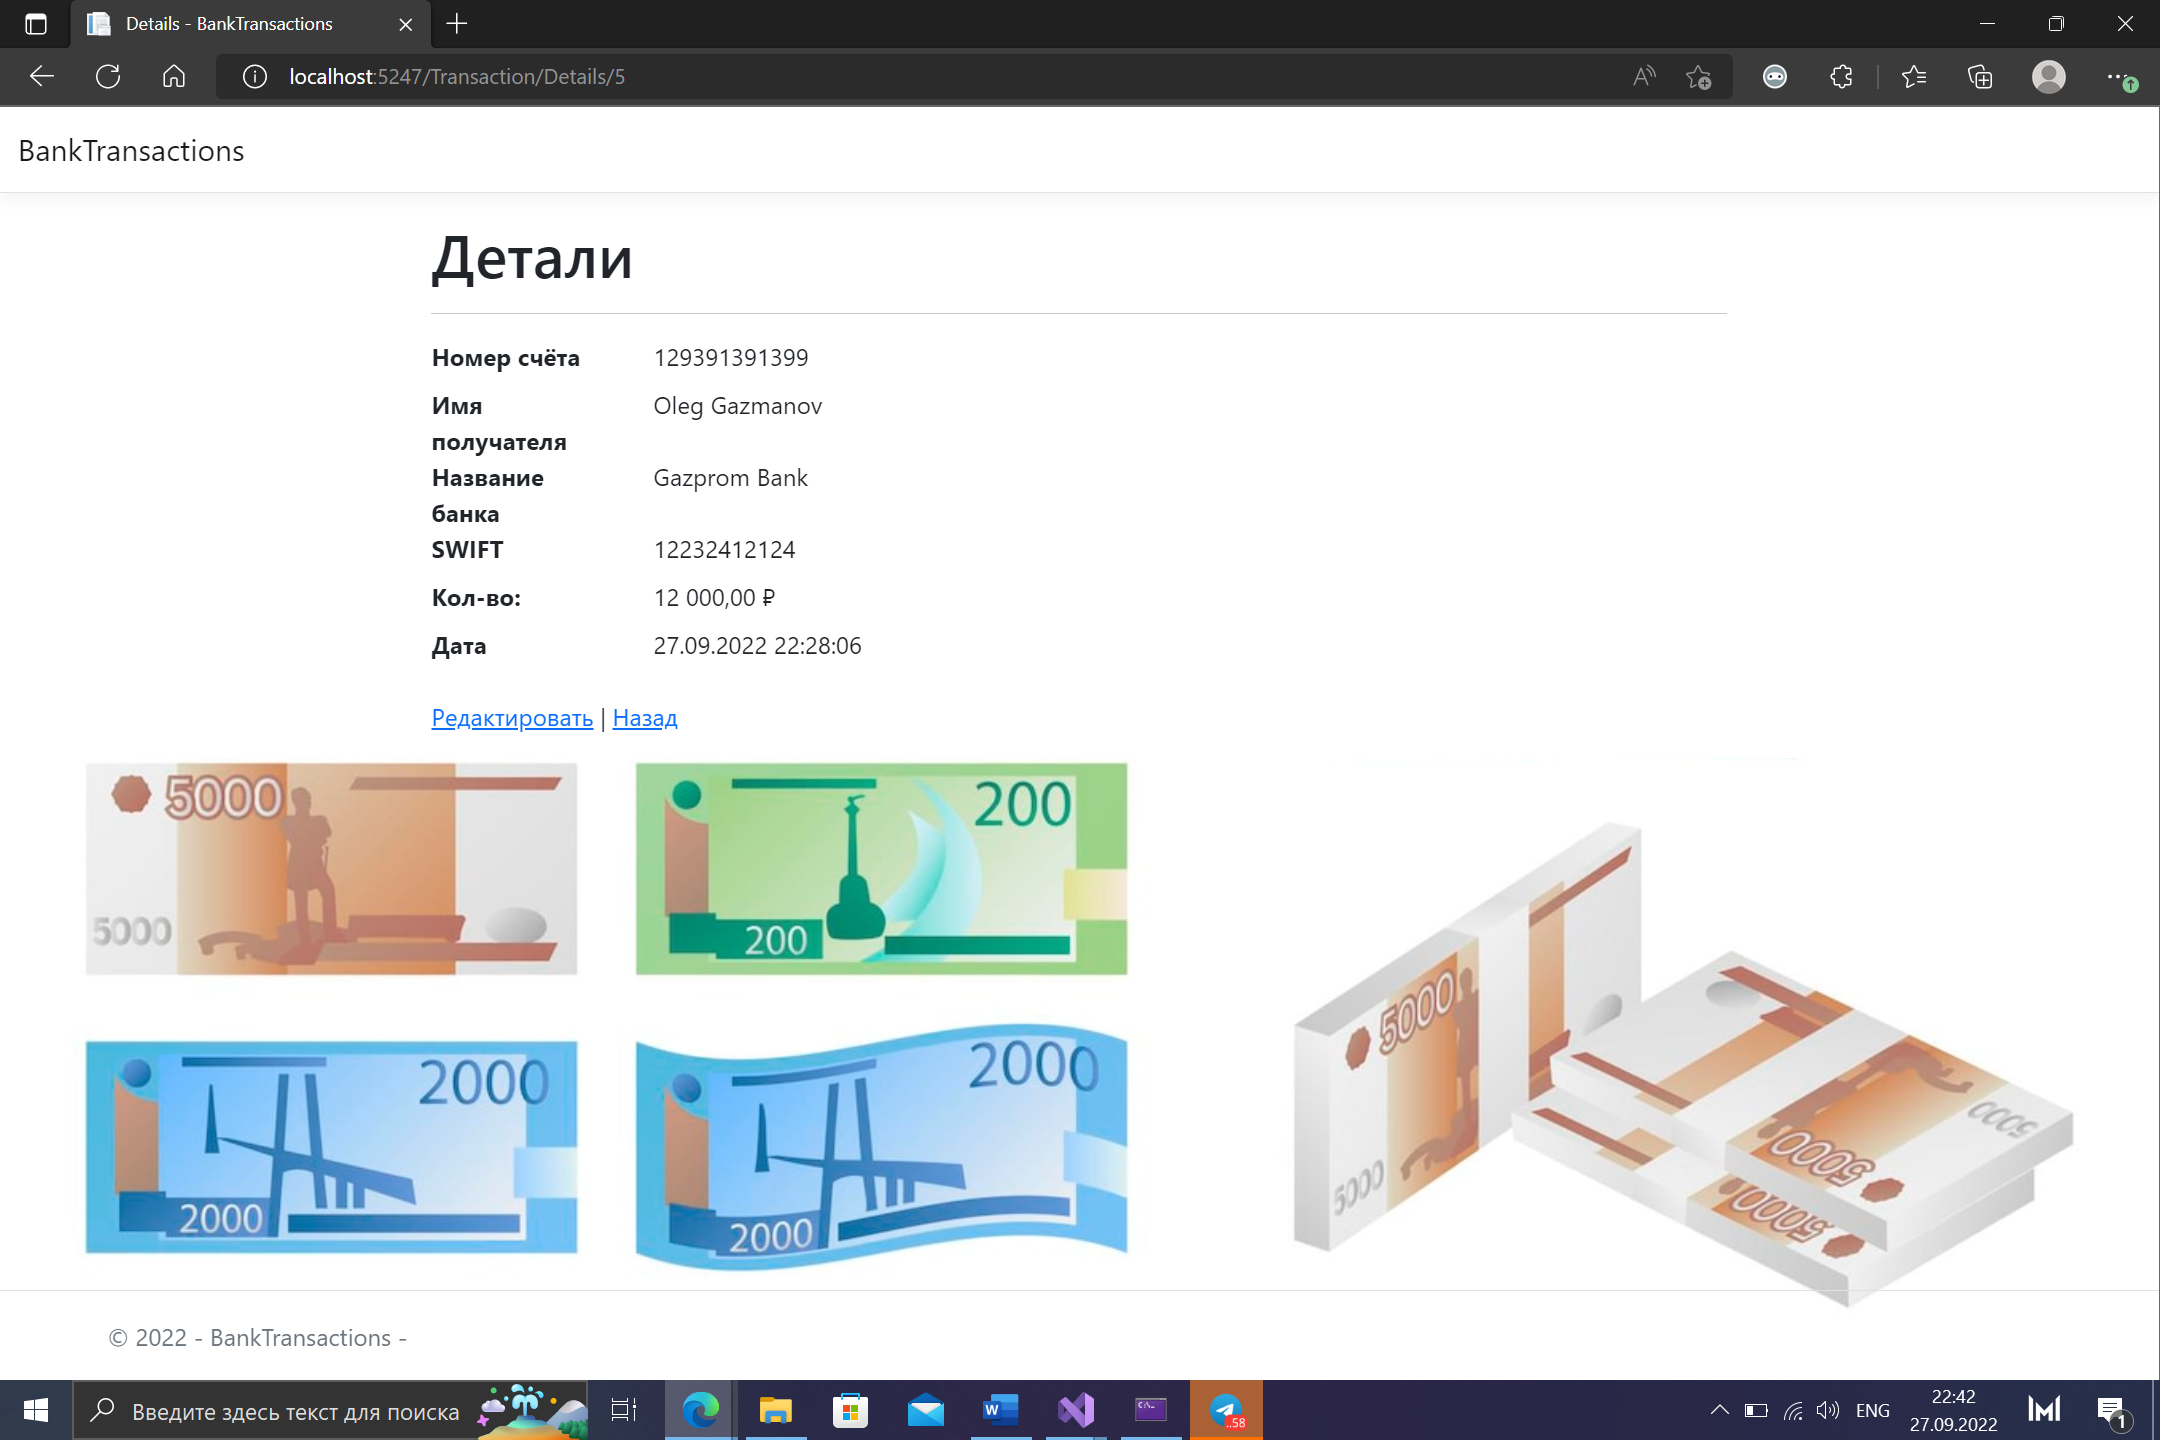 Details - BankTransactions
localhost:5247/Transaction/Details/5
BankTransactions
Детали
Номер счёта 129391391399
Имя получателя Oleg Gazmanov
Название банка Gazprom Bank
SWIFT 12232412124
Кол-во: 12 000,00 ₽
Дата 27.09.2022 22:28:06
Редактировать | Назад
5000
5000
200
200
2000
2000
2000
2000
5000
5000
5000
5000
5000
© 2022 - BankTransactions -
Введите здесь текст для поиска
..58
ENG
22:42
27.09.2022
1